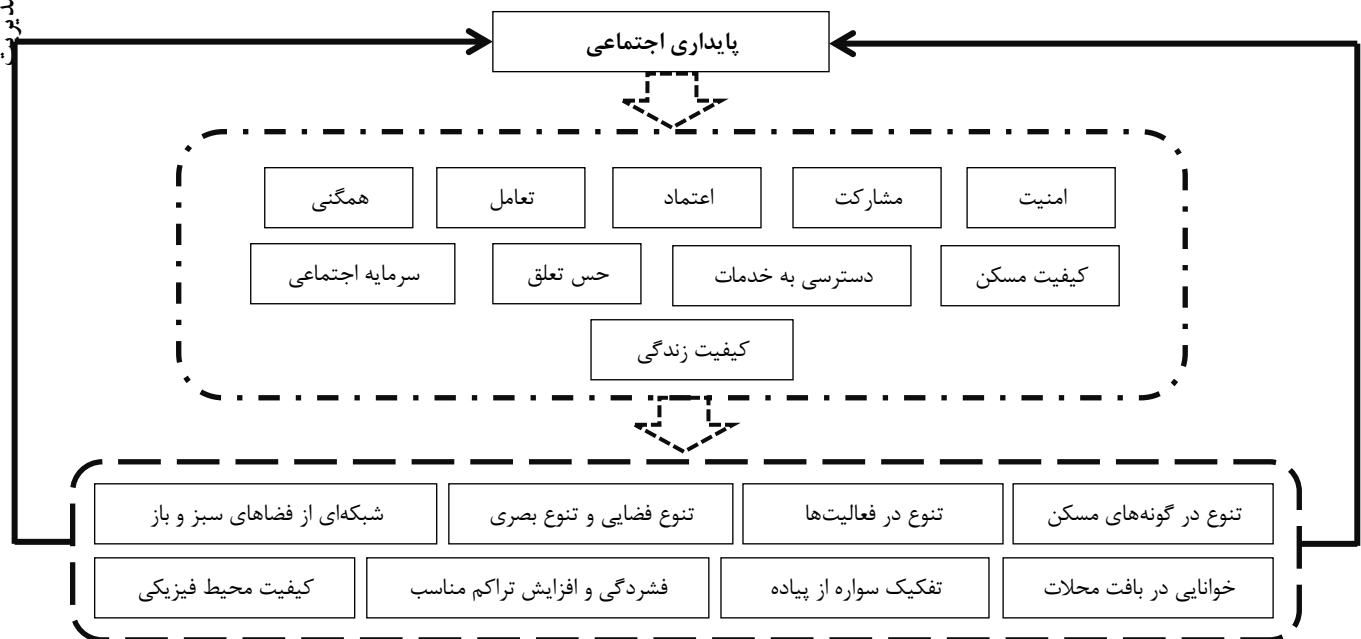 مدیریت
پایداری اجتماعی
امنیت
مشارکت
اعتماد
تعامل
همگنی
کیفیت مسکن
دسترسی به خدمات
حس تعلق
سرمایه اجتماعی
کیفیت زندگی
تنوع در گونه‌های مسکن
تنوع در فعالیت‌ها
تنوع فضایی و تنوع بصری
شبکه‌ای از فضاهای سبز و باز
خوانایی در بافت محلات
تفکیک سواره از پیاده
فشردگی و افزایش تراکم مناسب
کیفیت محیط فیزیکی